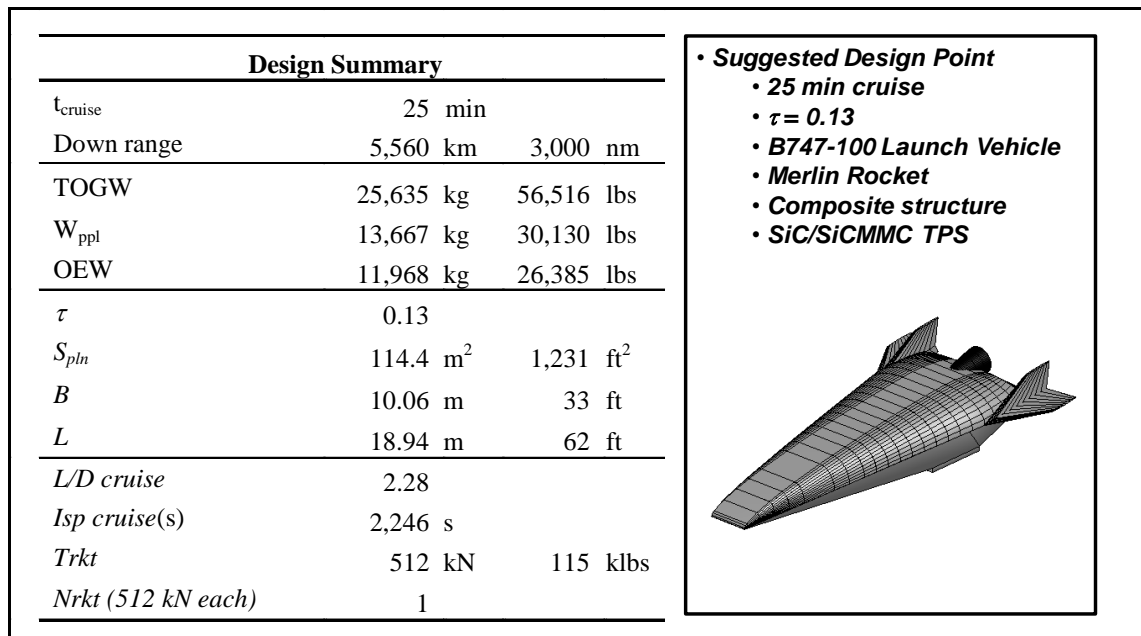 Design Summary
t_cruise 25 min
Down range 5,560 km 3,000 nm
TOGW 25,635 kg 56,516 lbs
W_ppl 13,667 kg 30,130 lbs
OEW 11,968 kg 26,385 lbs
τ 0.13
S_pln 114.4 m² 1,231 ft²
B 10.06 m 33 ft
L 18.94 m 62 ft
L/D cruise 2.28
Isp cruise(s) 2,246 s
Trkt 512 kN 115 klbs
Nrkt (512 kN each) 1
• Suggested Design Point
• 25 min cruise
• τ = 0.13
• B747-100 Launch Vehicle
• Merlin Rocket
• Composite structure
• SiC/SiCMMC TPS